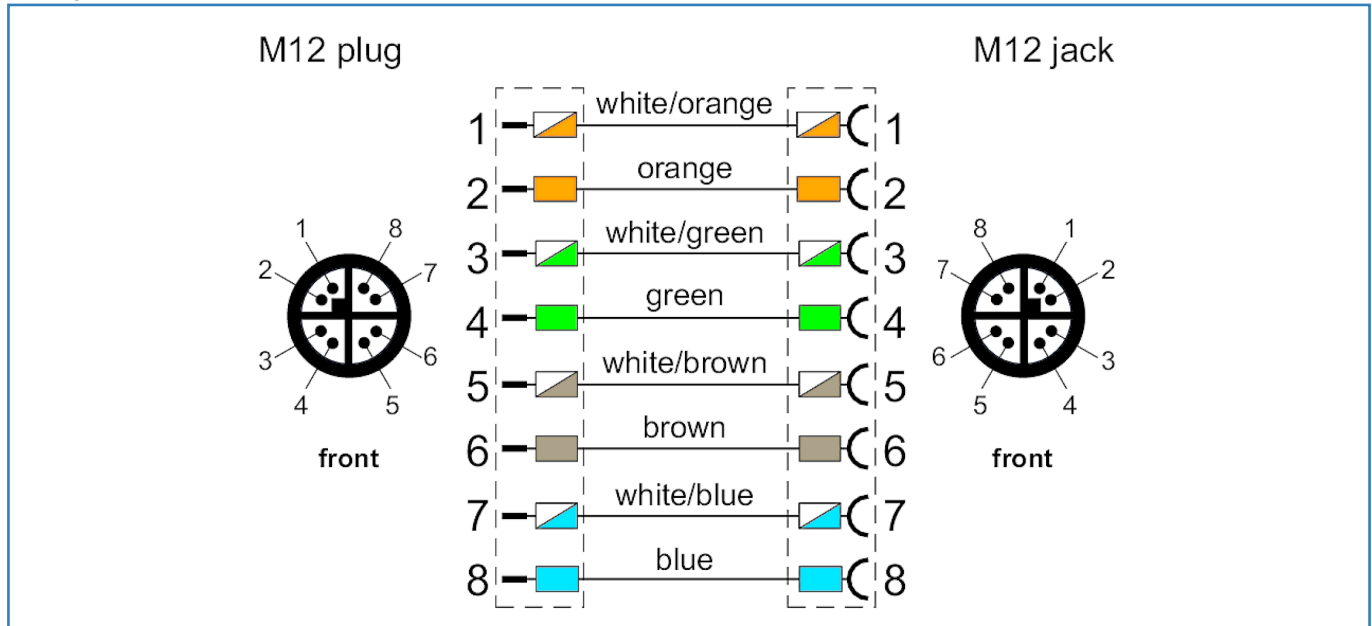 M12 plug
M12 jack
1 white/orange 1
2 orange 2
3 white/green 3
4 green 4
5 white/brown 5
6 brown 6
7 white/blue 7
8 blue 8
1 8
2 7
3 6
4 5
front
8 1
7 2
6 3
5 4
front